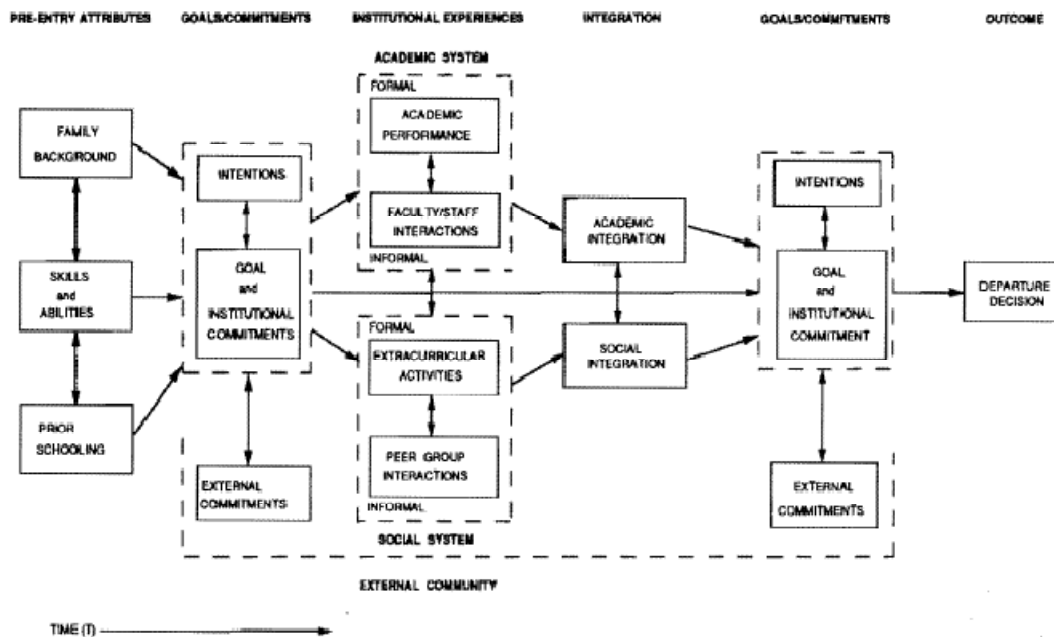 PRE-ENTRY ATTRIBUTES
GOALS/COMMITMENTS
INSTITUTIONAL EXPERIENCES
INTEGRATION
GOALS/COMMITMENTS
OUTCOME
ACADEMIC SYSTEM
FORMAL
ACADEMIC
PERFORMANCE
FACULTY/STAFF
INTERACTIONS
INFORMAL
FAMILY
BACKGROUND
SKILLS
and
ABILITIES
PRIOR
SCHOOLING
INTENTIONS
GOAL
and
INSTITUTIONAL
COMMITMENTS
EXTERNAL
COMMITMENTS
FORMAL
EXTRACURRICULAR
ACTIVITIES
PEER GROUP
INTERACTIONS
INFORMAL
SOCIAL SYSTEM
ACADEMIC
INTEGRATION
SOCIAL
INTEGRATION
INTENTIONS
GOAL
and
INSTITUTIONAL
COMMITMENT
EXTERNAL
COMMITMENTS
DEPARTURE
DECISION
EXTERNAL COMMUNITY
TIME (T)